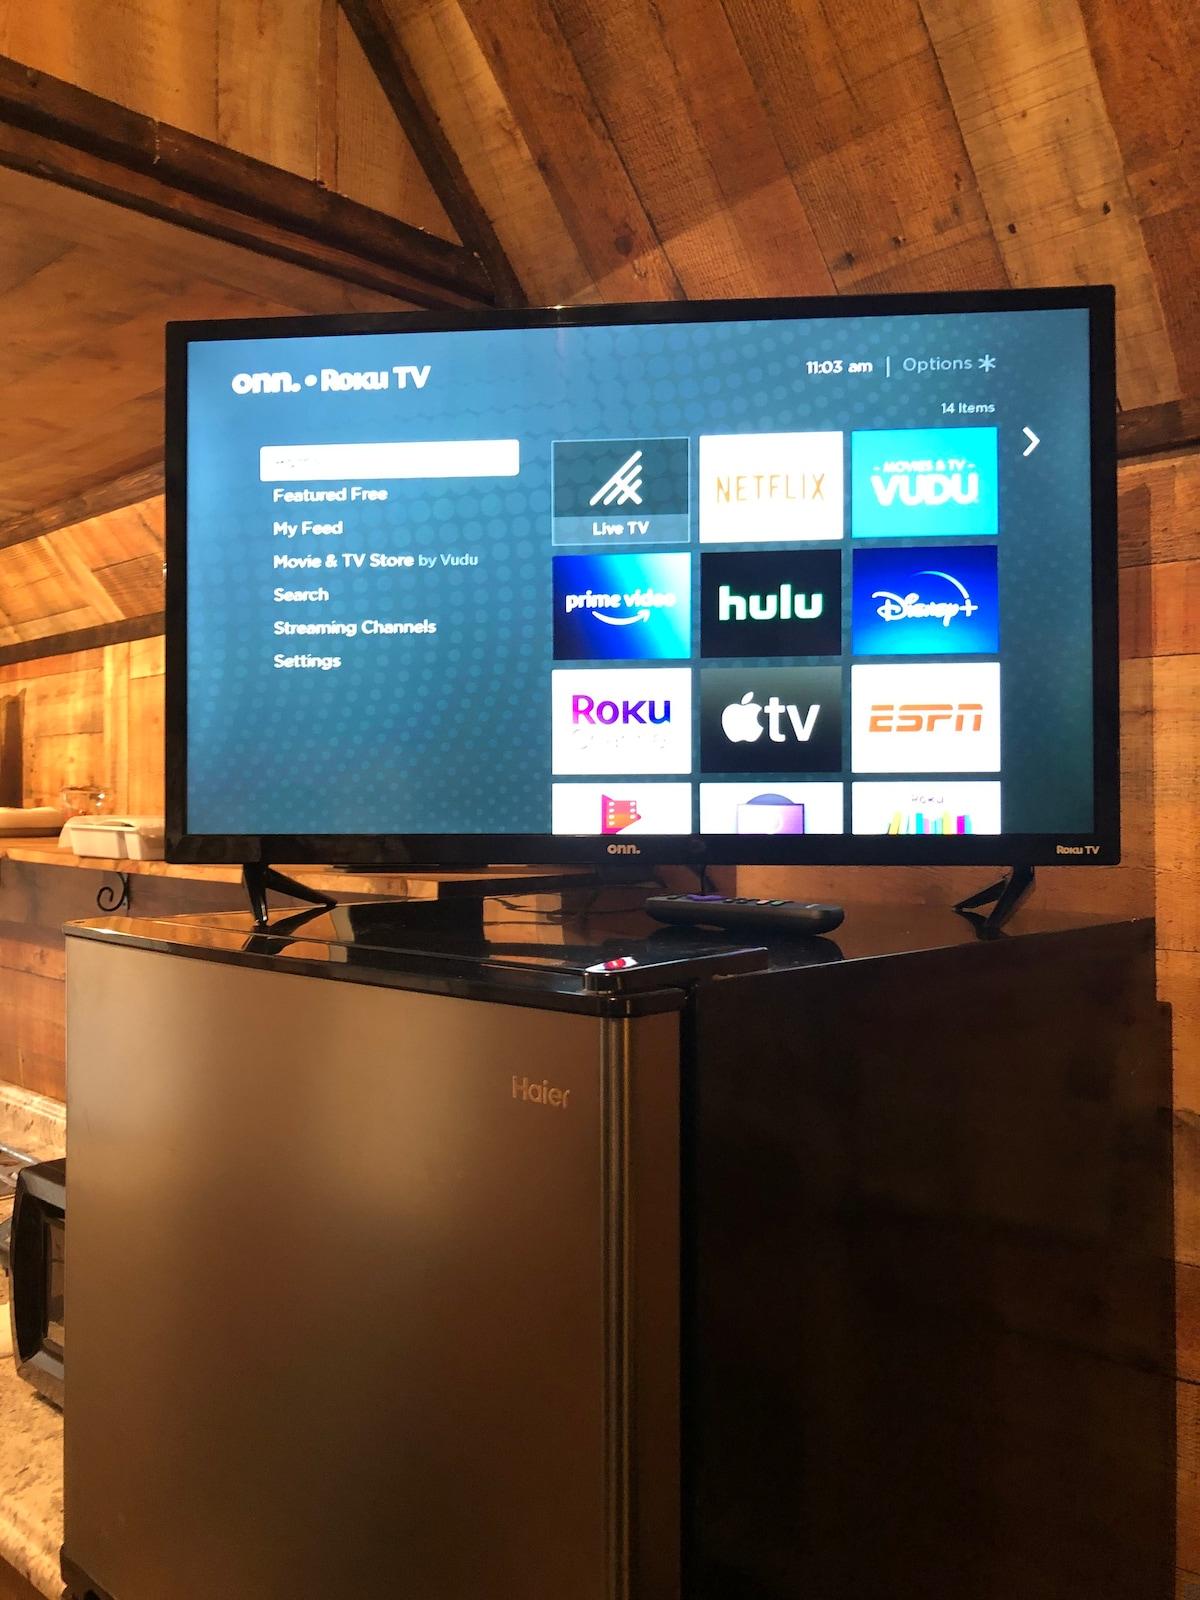 onn. • Roku TV
11:03 am | Options *
14 Items
Featured Free
My Feed
Movie & TV Store by Vudu
Search
Streaming Channels
Settings
Live TV
NETFLIX
- MOVIES & TV -
VUDU
prime video
hulu
Disney+
Roku
tv
ESPN
Roku
onn.
Roku TV
Haier